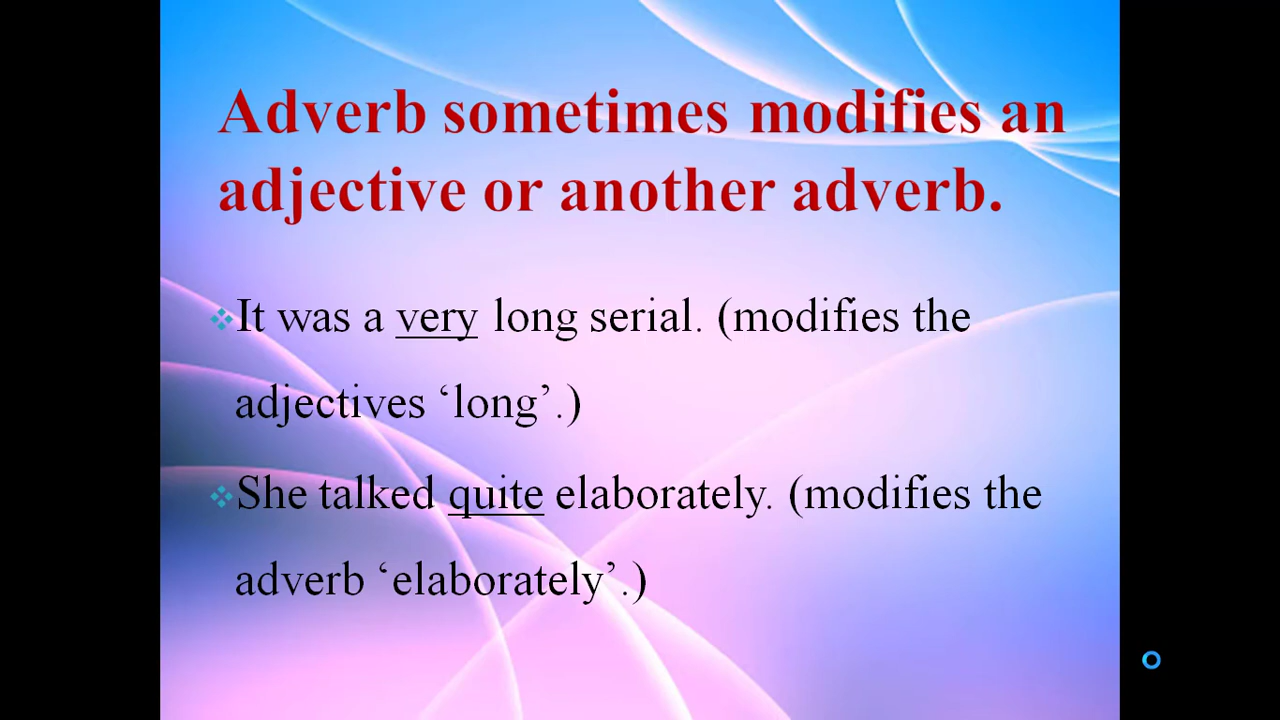 Adverb sometimes modifies an
adjective or another adverb.
It was a very long serial. (modifies the
adjectives ‘long’.)
She talked quite elaborately. (modifies the
adverb ‘elaborately’.)